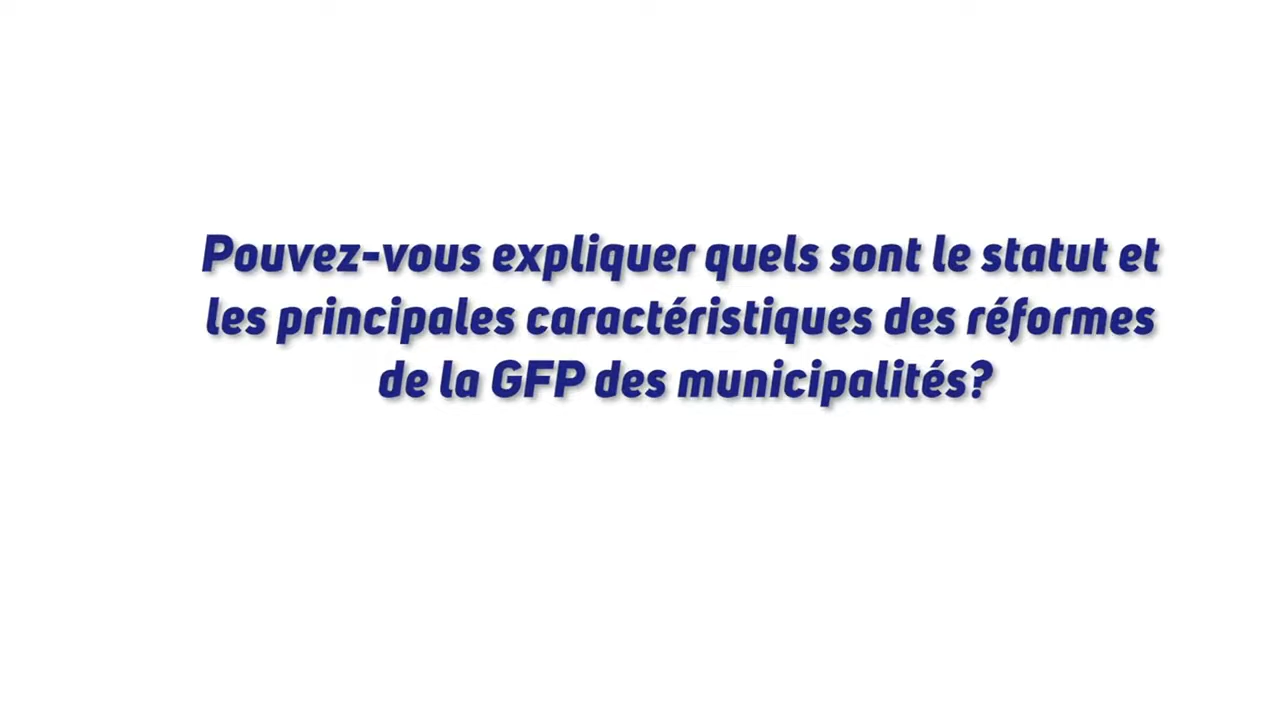 Pouvez-vous expliquer quels sont le statut et
les principales caractéristiques des réformes
de la GFP des municipalités?